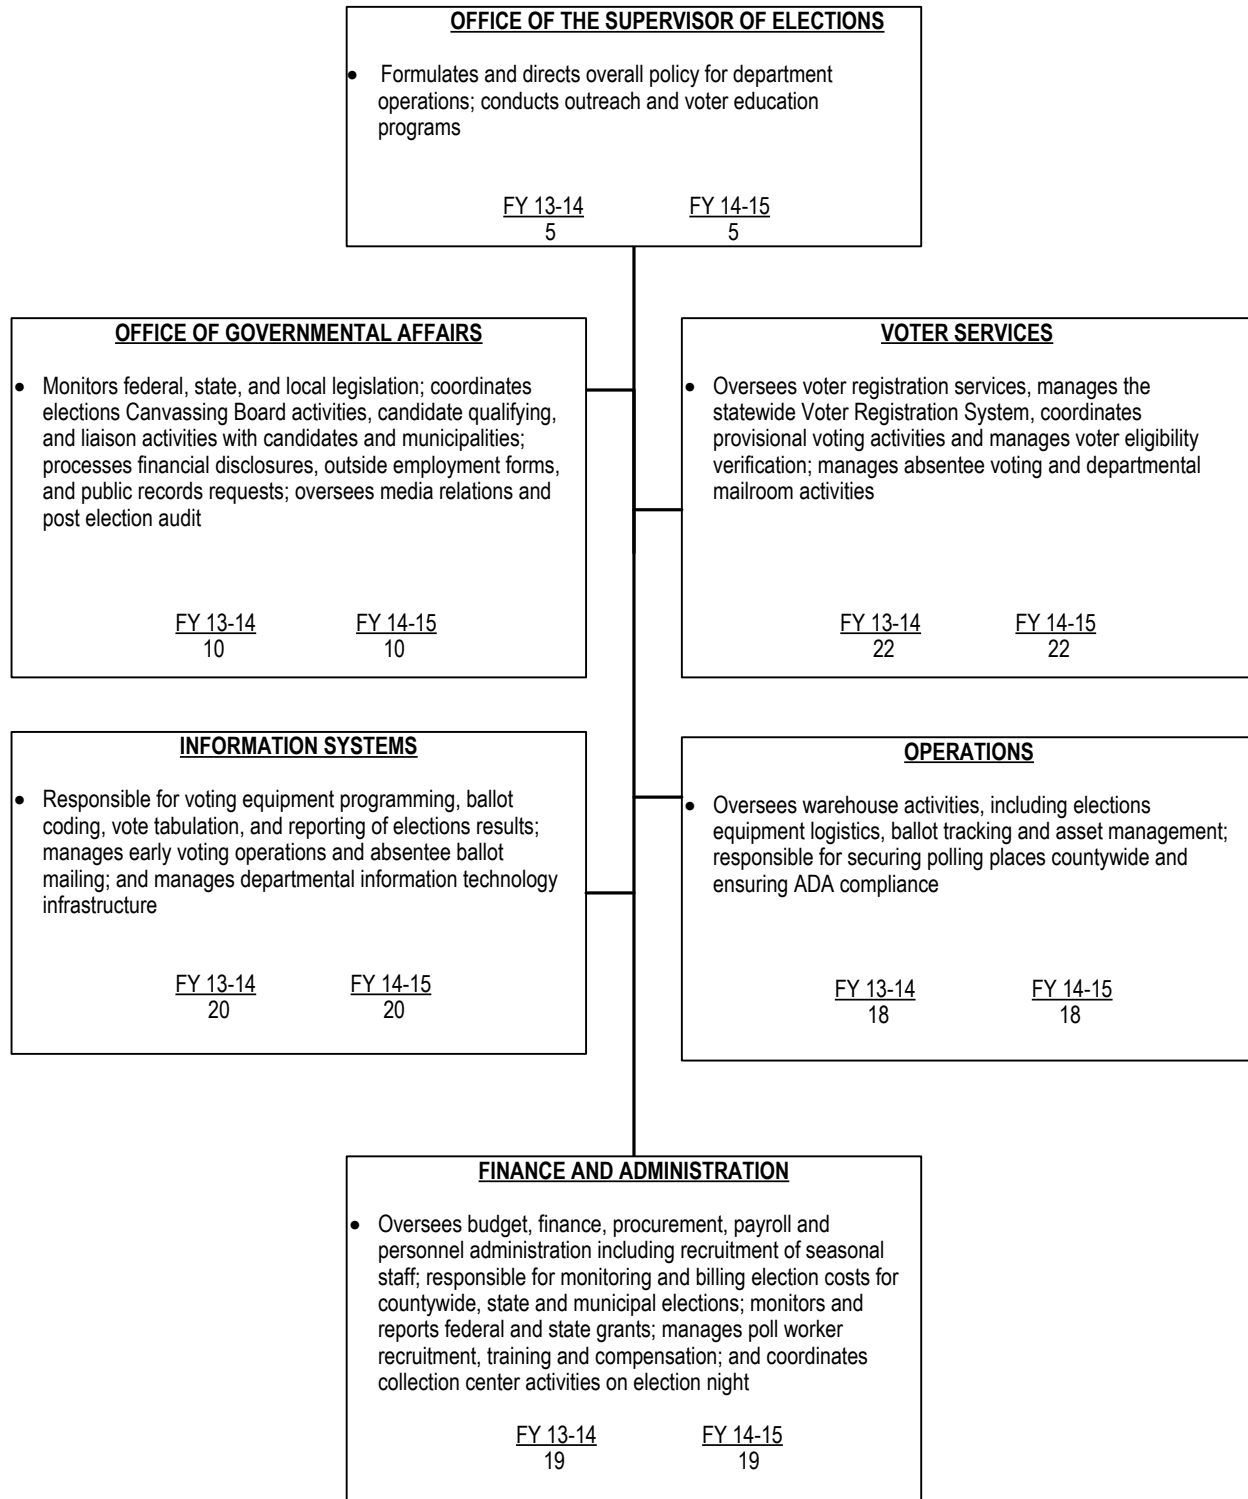 OFFICE OF THE SUPERVISOR OF ELECTIONS
• Formulates and directs overall policy for department
operations; conducts outreach and voter education
programs
FY 13-14 FY 14-15
5 5
OFFICE OF GOVERNMENTAL AFFAIRS
• Monitors federal, state, and local legislation; coordinates
elections Canvassing Board activities, candidate qualifying,
and liaison activities with candidates and municipalities;
processes financial disclosures, outside employment forms,
and public records requests; oversees media relations and
post election audit
FY 13-14 FY 14-15
10 10
VOTER SERVICES
• Oversees voter registration services, manages the
statewide Voter Registration System, coordinates
provisional voting activities and manages voter eligibility
verification; manages absentee voting and departmental
mailroom activities
FY 13-14 FY 14-15
22 22
INFORMATION SYSTEMS
• Responsible for voting equipment programming, ballot
coding, vote tabulation, and reporting of elections results;
manages early voting operations and absentee ballot
mailing; and manages departmental information technology
infrastructure
FY 13-14 FY 14-15
20 20
OPERATIONS
• Oversees warehouse activities, including elections
equipment logistics, ballot tracking and asset management;
responsible for securing polling places countywide and
ensuring ADA compliance
FY 13-14 FY 14-15
18 18
FINANCE AND ADMINISTRATION
• Oversees budget, finance, procurement, payroll and
personnel administration including recruitment of seasonal
staff; responsible for monitoring and billing election costs for
countywide, state and municipal elections; monitors and
reports federal and state grants; manages poll worker
recruitment, training and compensation; and coordinates
collection center activities on election night
FY 13-14 FY 14-15
19 19